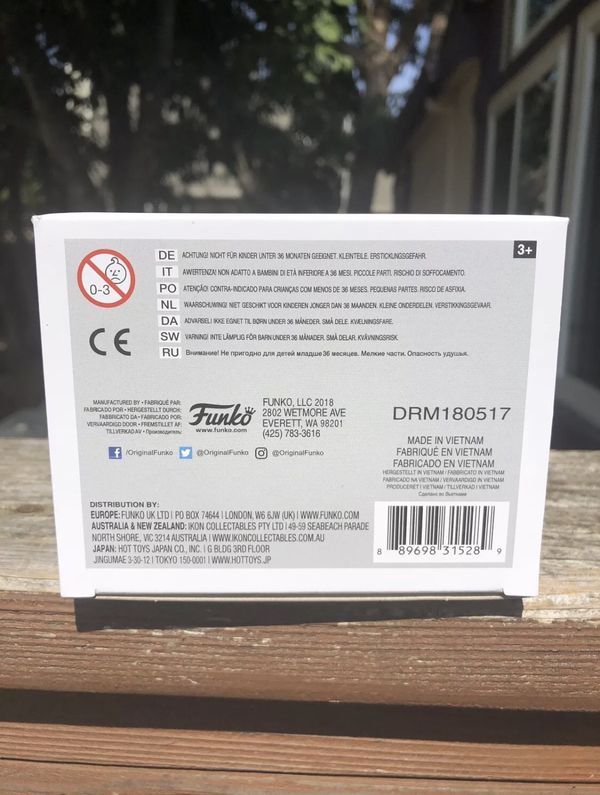 3+
0-3
DE ACHTUNG! NICHT FÜR KINDER UNTER 36 MONATEN GEEIGNET. KLEINTEILE. ERSTICKUNGSGEFAHR.
IT AVVERTENZA! NON ADATTO A BAMBINI DI ETÀ INFERIORE A 36 MESI. PICCOLE PARTI. RISCHIO DI SOFFOCAMENTO.
PO ATENÇÃO! CONTRA-INDICADO PARA CRIANÇAS COM MENOS DE 36 MESES. PEQUENAS PARTES. RISCO DE ASFIXIA.
NL WAARSCHUWING! NIET GESCHIKT VOOR KINDEREN JONGER DAN 36 MAANDEN. KLEINE ONDERDELEN. VERSTIKKINGSGEVAAR.
DA ADVARSEL! IKKE EGNET TIL BØRN UNDER 36 MÅNEDER. SMÅ DELE. KVÆLNINGSFARE.
SW VARNING! INTE LÄMPLIG FÖR BARN UNDER 36 MÅNADER. SMÅ DELAR. KVÄVNINGSRISK.
RU Внимание! Не пригодно для детей младше 36 месяцев. Мелкие части. Опасность удушья.
CE
MANUFACTURED BY • FABRIQUÉ PAR:
FABRICADO POR • HERGESTELLT DURCH:
FABBRICATO DA • FABRICADO POR:
VERVAARDIGD DOOR • FREMSTILLET AF:
TILLVERKAD AV • Производитель:
Funko
www.funko.com
FUNKO, LLC 2018
2802 WETMORE AVE
EVERETT, WA 98201
(425) 783-3616
/OriginalFunko @OriginalFunko @OriginalFunko
DRM180517
MADE IN VIETNAM
FABRIQUÉ EN VIETNAM
FABRICADO EN VIETNAM
HERGESTELLT IN VIETNAM / FABBRICATO IN VIETNAM
FABRICADO NA VIETNAM / VERVAARDIGD IN VIETNAM
PRODUCERET I VIETNAM / TILLVERKAD I VIETNAM
Сделано во Вьетнаме
DISTRIBUTION BY:
EUROPE: FUNKO UK LTD | PO BOX 74644 | LONDON, W6 6JW (UK) | WWW.FUNKO.COM
AUSTRALIA & NEW ZEALAND: IKON COLLECTABLES PTY LTD | 49-59 SEABEACH PARADE
NORTH SHORE, VIC 3214 AUSTRALIA | WWW.IKONCOLLECTABLES.COM.AU
JAPAN: HOT TOYS JAPAN CO., INC. | G BLDG 3RD FLOOR
JINGUMAE 3-30-12 | TOKYO 150-0001 | WWW.HOTTOYS.JP
8 89698 31528 9